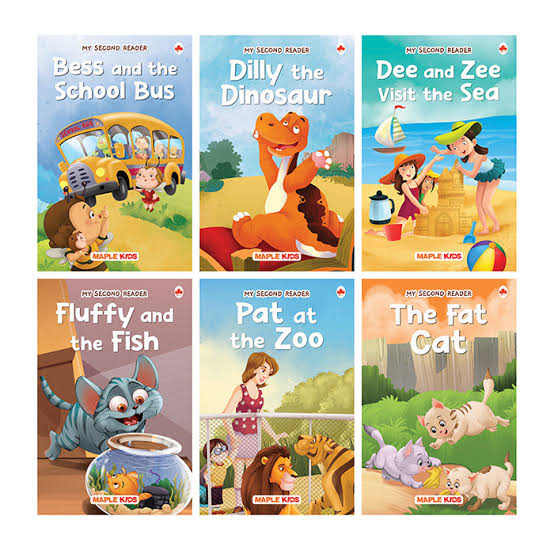 MY SECOND READER
Bess and the
School Bus
SCHOOL BUS
MAPLE KIDS
MY SECOND READER
Dilly the
Dinosaur
MAPLE KIDS
MY SECOND READER
Dee and Zee
Visit the Sea
MAPLE KIDS
MY SECOND READER
Fluffy and
the Fish
MAPLE KIDS
MY SECOND READER
Pat at
the Zoo
MAPLE KIDS
MY SECOND READER
The Fat
Cat
MAPLE KIDS